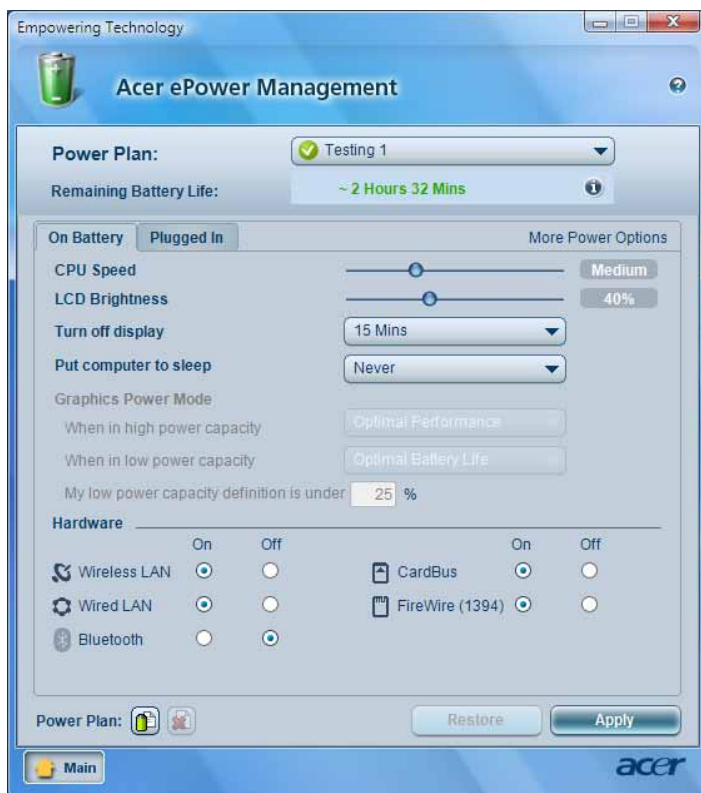 Empowering Technology
Acer ePower Management
Power Plan: Testing 1
Remaining Battery Life: ~ 2 Hours 32 Mins
On Battery Plugged In More Power Options
CPU Speed Medium
LCD Brightness 40%
Turn off display 15 Mins
Put computer to sleep Never
Graphics Power Mode
When in high power capacity Optimal Performance
When in low power capacity Optimal Battery Life
My low power capacity definition is under 25 %
Hardware
On Off On Off
Wireless LAN CardBus
Wired LAN FireWire (1394)
Bluetooth
Power Plan: Restore Apply
Main acer